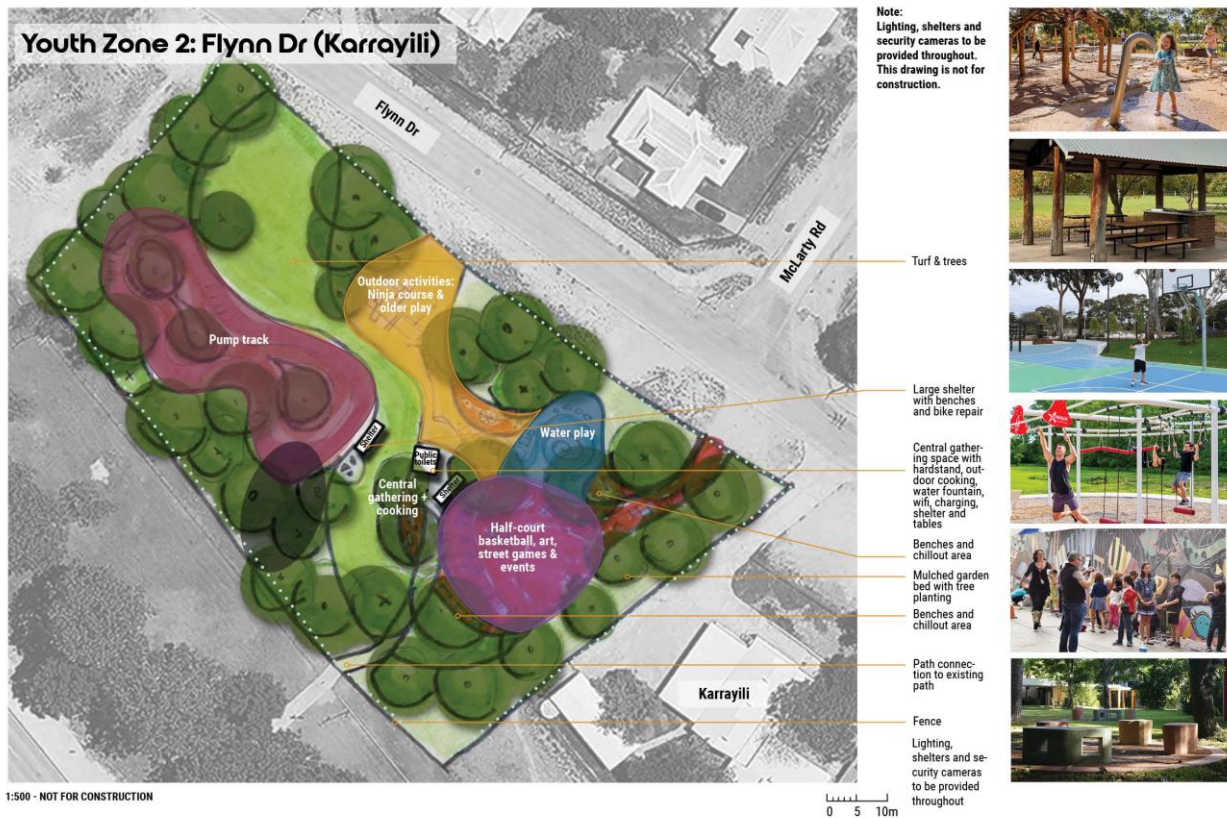 Youth Zone 2: Flynn Dr (Karrayili)
Flynn Dr
McLarty Rd
Outdoor activities:
Ninja course &
older play
Pump track
Water play
Shelter
Public
toilets
Shelter
Central
gathering +
cooking
Half-court
basketball, art,
street games &
events
Karrayili
Note:
Lighting, shelters and
security cameras to be
provided throughout.
This drawing is not for
construction.
Turf & trees
Large shelter
with benches
and bike repair
Central gather-
ing space with
hardstand, out-
door cooking,
water fountain,
wifi, charging,
shelter and
tables
Benches and
chillout area
Mulched garden
bed with tree
planting
Benches and
chillout area
Path connec-
tion to existing
path
Fence
Lighting,
shelters and se-
curity cameras
to be provided
throughout
1:500 - NOT FOR CONSTRUCTION
0 5 10m